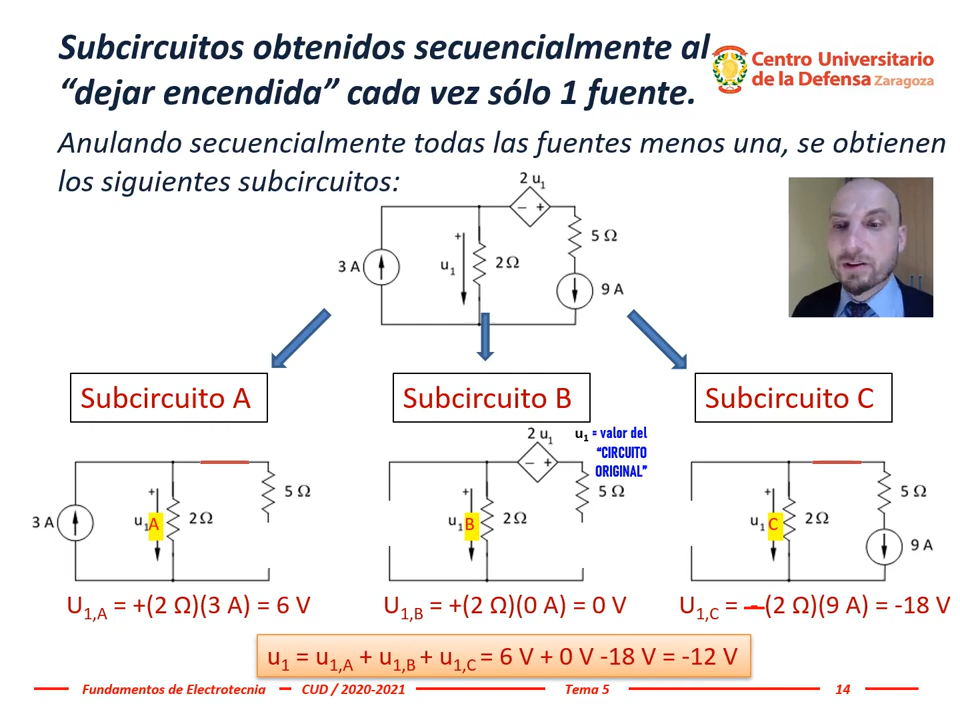 Subcircuitos obtenidos secuencialmente al
“dejar encendida” cada vez sólo 1 fuente.
Centro Universitario
de la Defensa Zaragoza
Anulando secuencialmente todas las fuentes menos una, se obtienen
los siguientes subcircuitos:
2 u1
− +
5 Ω
3 A
+
u1
2 Ω
9 A
Subcircuito A
Subcircuito B
Subcircuito C
2 u1
u1 = valor del
“CIRCUITO
ORIGINAL”
3 A
+
u1A
2 Ω
5 Ω
− +
+
u1B
2 Ω
5 Ω
+
u1C
2 Ω
5 Ω
9 A
U1,A = +(2 Ω)(3 A) = 6 V
U1,B = +(2 Ω)(0 A) = 0 V
U1,C = -(2 Ω)(9 A) = -18 V
u1 = u1,A + u1,B + u1,C = 6 V + 0 V -18 V = -12 V
Fundamentos de Electrotecnia
CUD / 2020-2021
Tema 5
14